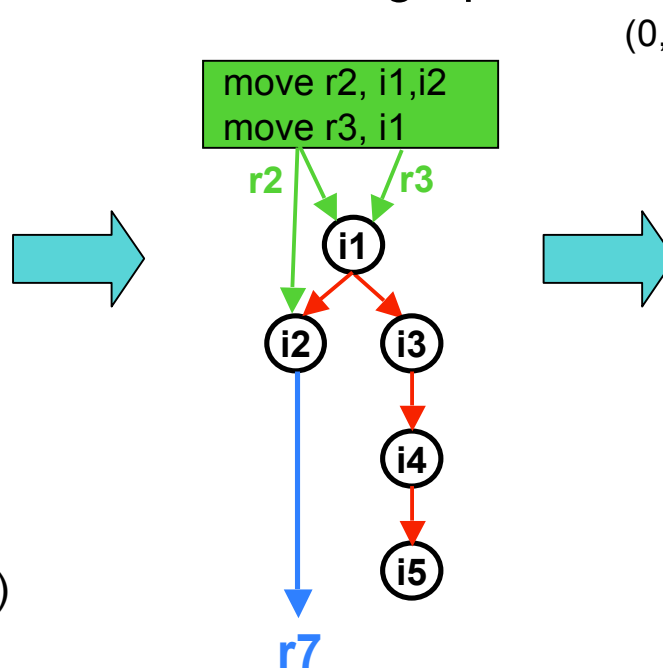 (0,
move r2, i1,i2
move r3, i1
r2
r3
i1
i2
i3
i4
i5
)
r7